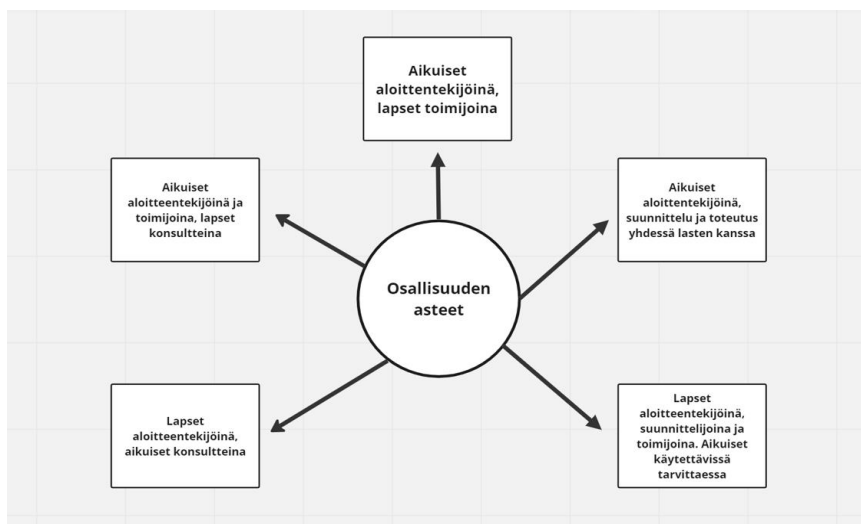 Aikuiset
aloittentekijöinä,
lapset toimijoina
Aikuiset
aloitteentekijöinä ja
toimijoina, lapset
konsultteina
Aikuiset
aloittentekijöinä,
suunnittelu ja toteutus
yhdessä lasten kanssa
Osallisuuden
asteet
Lapset
aloitteentekijöinä,
aikuiset konsultteina
Lapset
aloitteentekijöinä,
suunnittelijoina ja
toimijoina. Aikuiset
käytettävissä
tarvittaessa